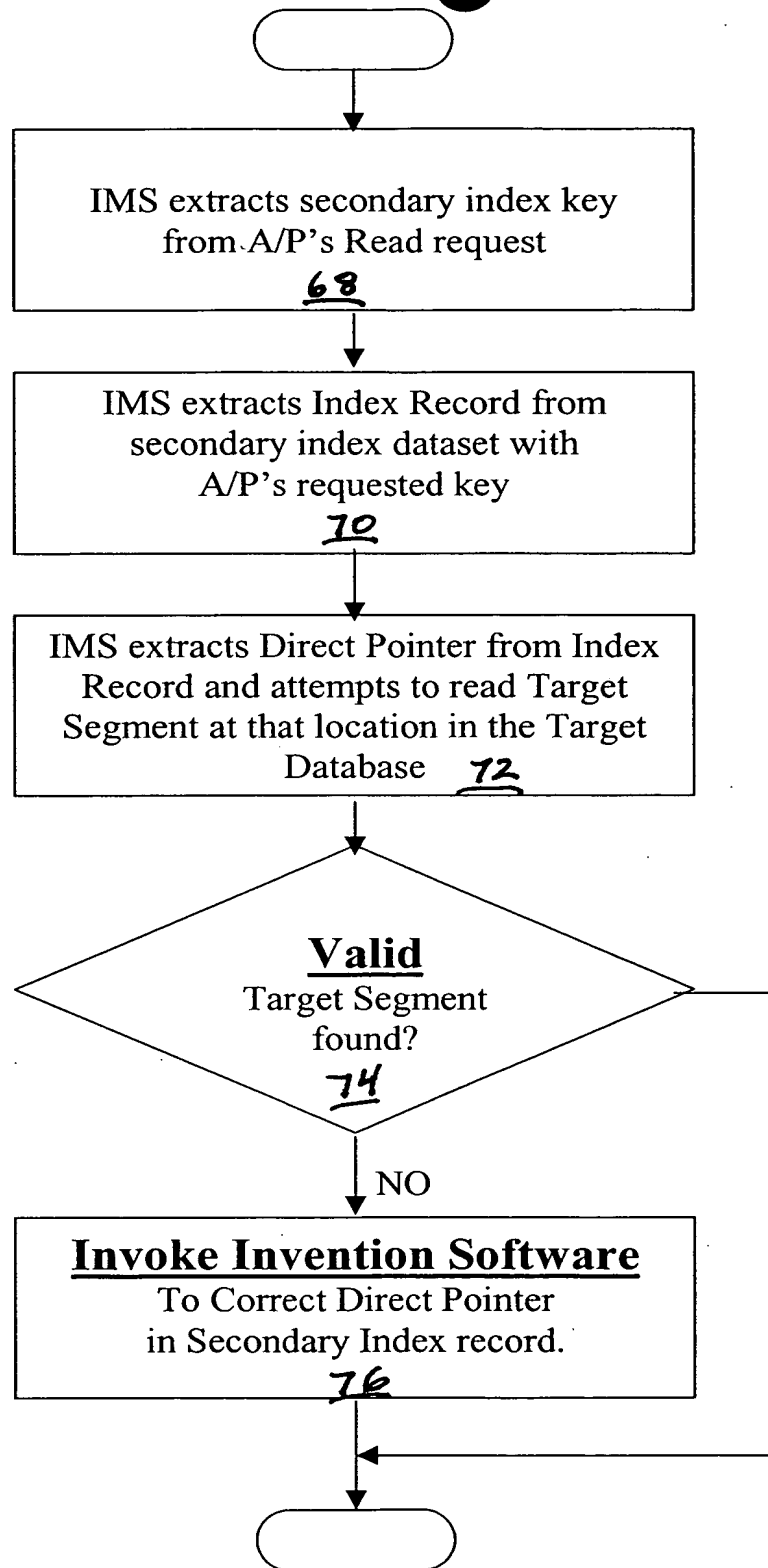 IMS extracts secondary index key
from A/P's Read request
68
IMS extracts Index Record from
secondary index dataset with
A/P's requested key
70
IMS extracts Direct Pointer from Index
Record and attempts to read Target
Segment at that location in the Target
Database 72
Valid
Target Segment
found?
74
NO
Invoke Invention Software
To Correct Direct Pointer
in Secondary Index record.
76